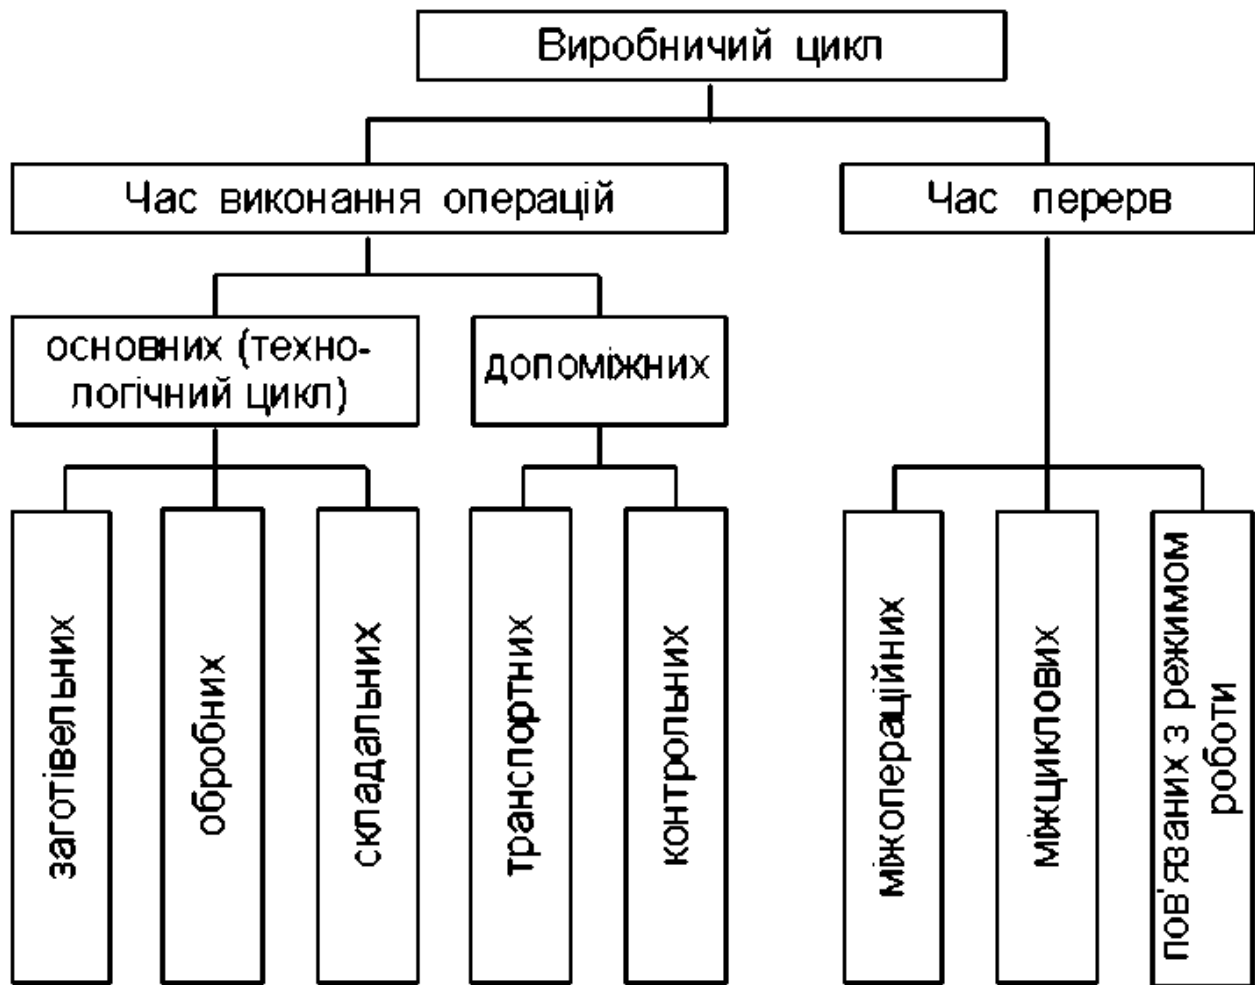 Виробничий цикл
Час виконання операцій
Час перерв
основних (техно-
логічний цикл)
допоміжних
заготівельних
обробних
складальних
транспортних
контрольних
міжопераційних
міжциклових
пов'язаних з режимом
роботи